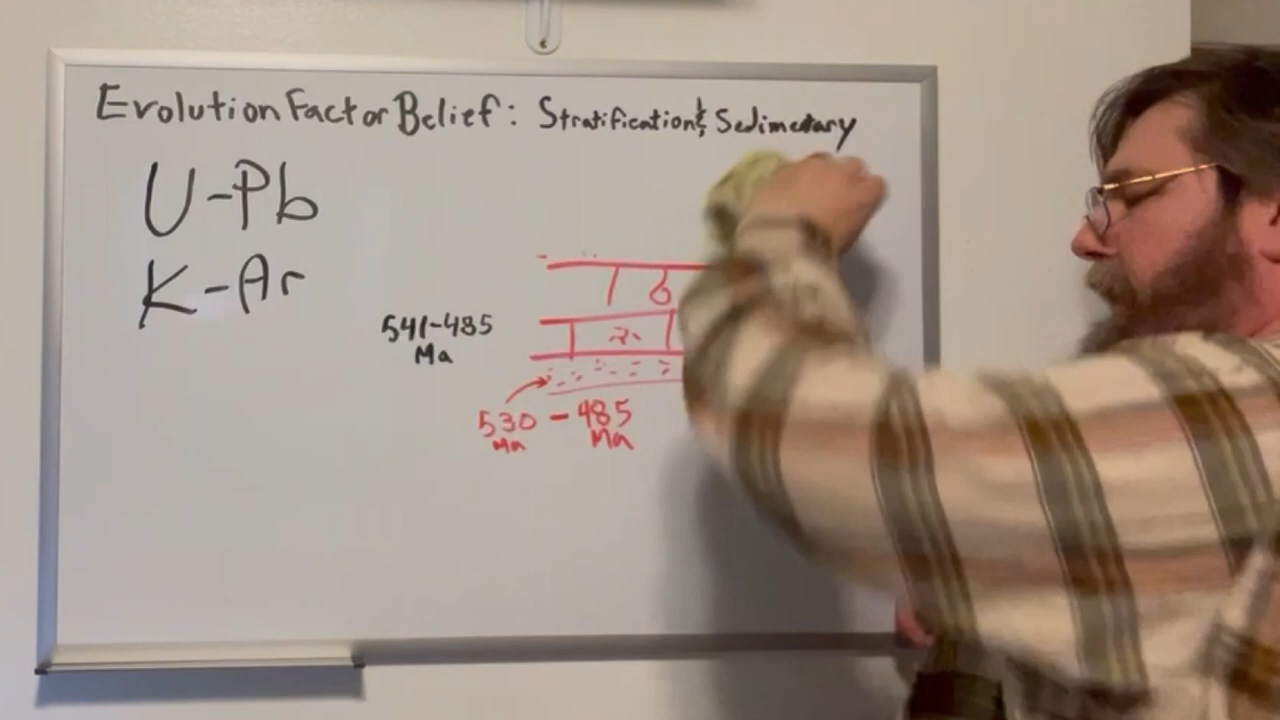 Evolution Fact or Belief: Stratification & Sedimentary
U-Pb
K-Ar
541-485
Ma
530 - 485
Ma Ma